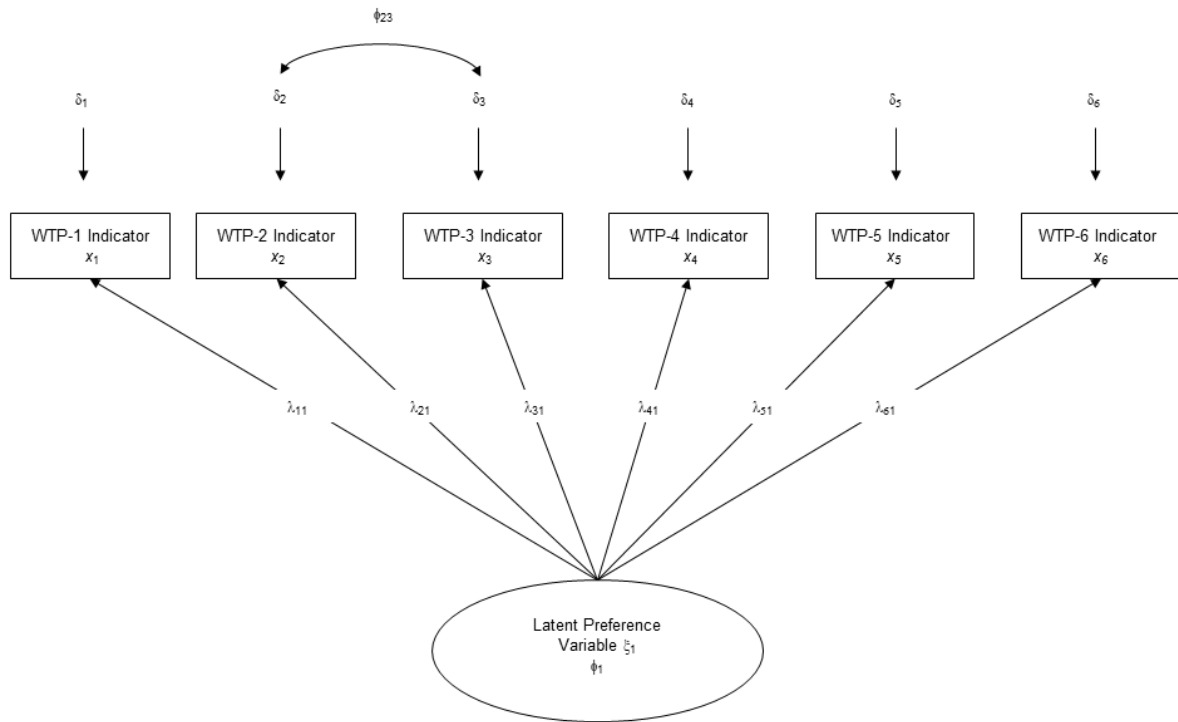 ϕ23
δ1 δ2 δ3 δ4 δ5 δ6
WTP-1 Indicator
x1
WTP-2 Indicator
x2
WTP-3 Indicator
x3
WTP-4 Indicator
x4
WTP-5 Indicator
x5
WTP-6 Indicator
x6
λ11 λ21 λ31 λ41 λ51 λ61
Latent Preference
Variable ξ1
ϕ1